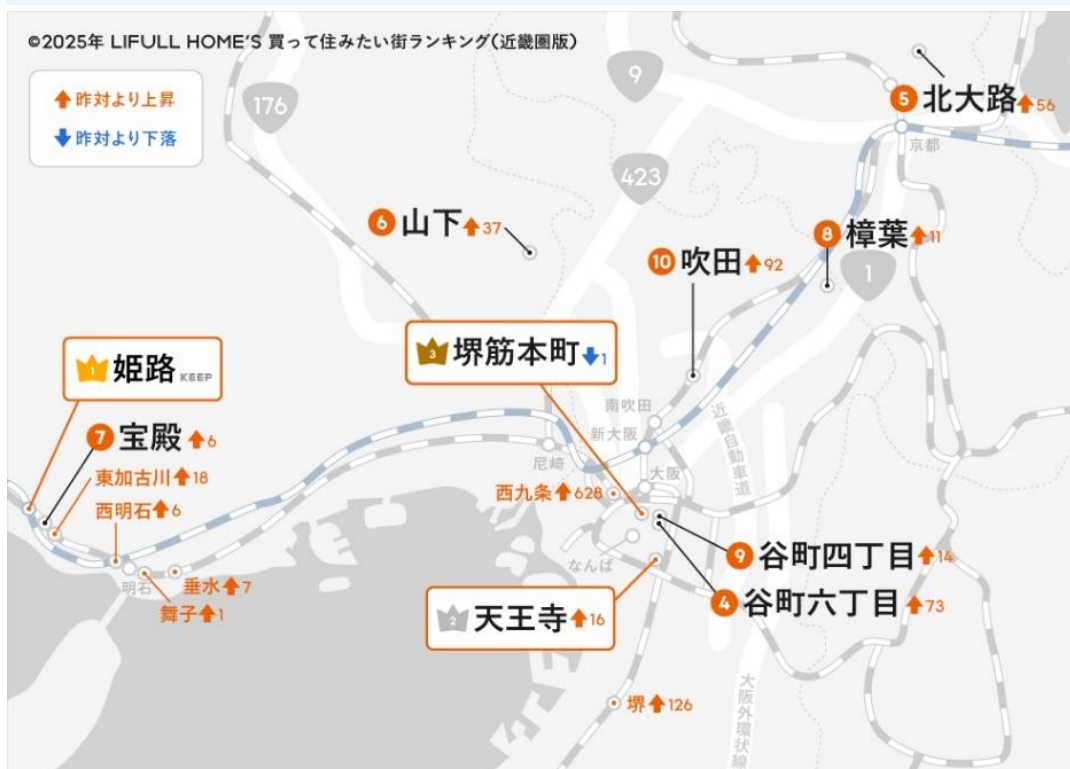 ©2025年 LIFULL HOME'S 買って住みたい街ランキング(近畿圏版)
昨対より上昇
昨対より下落
176
9
423
1
5 北大路 56
京都
6 山下 37
8 樟葉 11
10 吹田 92
1 姫路 KEEP
3 堺筋本町 1
7 宝殿 6
東加古川 18
西明石 6
明石
垂水 7
舞子 1
南吹田
新大阪
尼崎
大阪
近畿自動車道
西九条 628
なんば
9 谷町四丁目 14
4 谷町六丁目 73
2 天王寺 16
堺 126
大阪外環状線